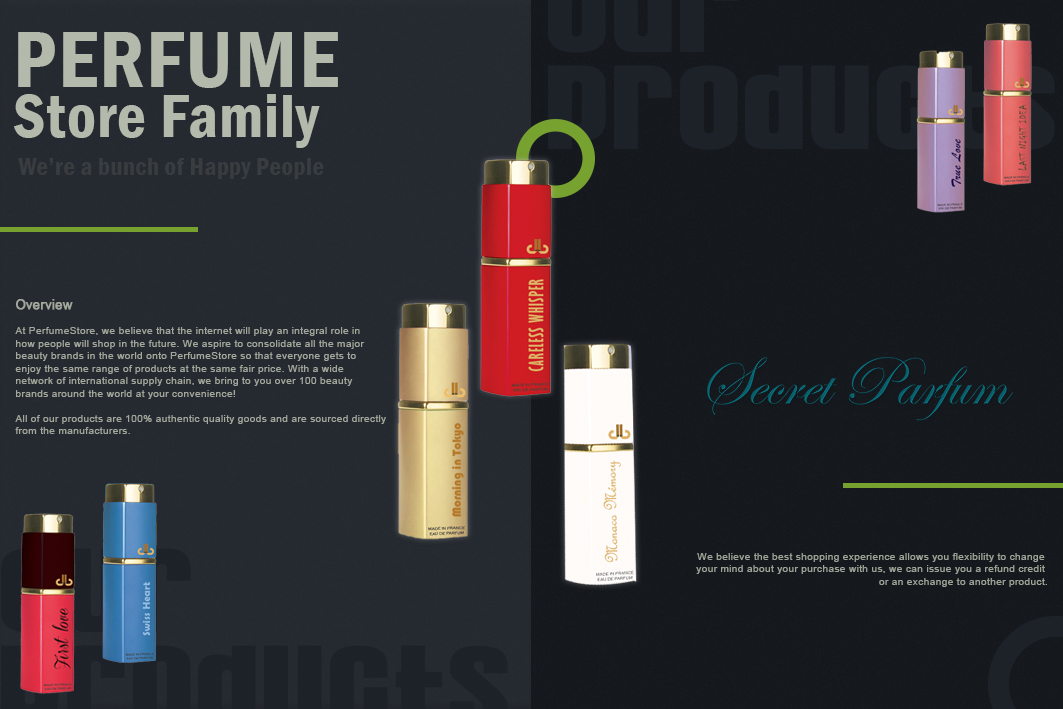 PERFUME
Store Family
We're a bunch of Happy People
our
products
True Love
LAST NIGHT IDEA
CARELESS WHISPER
Overview
At PerfumeStore, we believe that the internet will play an integral role in
how people will shop in the future. We aspire to consolidate all the major
beauty brands in the world onto PerfumeStore so that everyone gets to
enjoy the same range of products at the same fair price. With a wide
network of international supply chain, we bring to you over 100 beauty
brands around the world at your convenience!
All of our products are 100% authentic quality goods and are sourced directly
from the manufacturers.
Morning in Tokyo
MADE IN FRANCE
EAU DE PARFUM
Monaco Mémory
MADE IN FRANCE
EAU DE PARFUM
Secret Parfum
First love
Swiss Heart
our
products
We believe the best shopping experience allows you flexibility to change
your mind about your purchase with us, we can issue you a refund credit
or an exchange to another product.